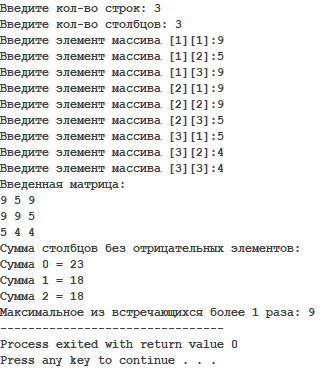 Введите кол-во строк: 3
Введите кол-во столбцов: 3
Введите элемент массива [1][1]:9
Введите элемент массива [1][2]:5
Введите элемент массива [1][3]:9
Введите элемент массива [2][1]:9
Введите элемент массива [2][2]:9
Введите элемент массива [2][3]:5
Введите элемент массива [3][1]:5
Введите элемент массива [3][2]:4
Введите элемент массива [3][3]:4
Введенная матрица:
9 5 9
9 9 5
5 4 4
Сумма столбцов без отрицательных элементов:
Сумма 0 = 23
Сумма 1 = 18
Сумма 2 = 18
Максимальное из встречающихся более 1 раза: 9
--------------------------------
Process exited with return value 0
Press any key to continue . . .